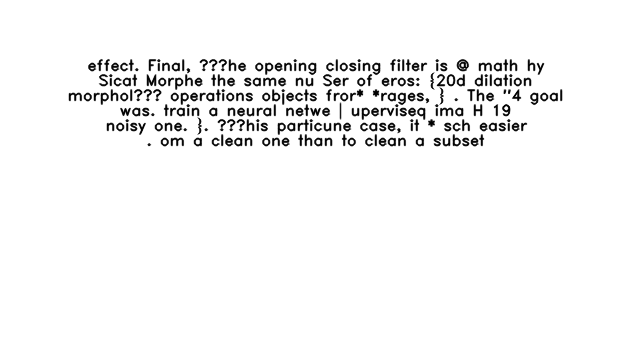 effect. Final, ???he opening closing filter is @ math hy
Sicat Morphe the same nu Ser of eros: {20d dilation
morphol??? operations objects fror* *rages, } . The "4 goal
was. train a neural netwe | uperviseq ima H 19
noisy one. }. ???his particune case, it * sch easier
. om a clean one than to clean a subset